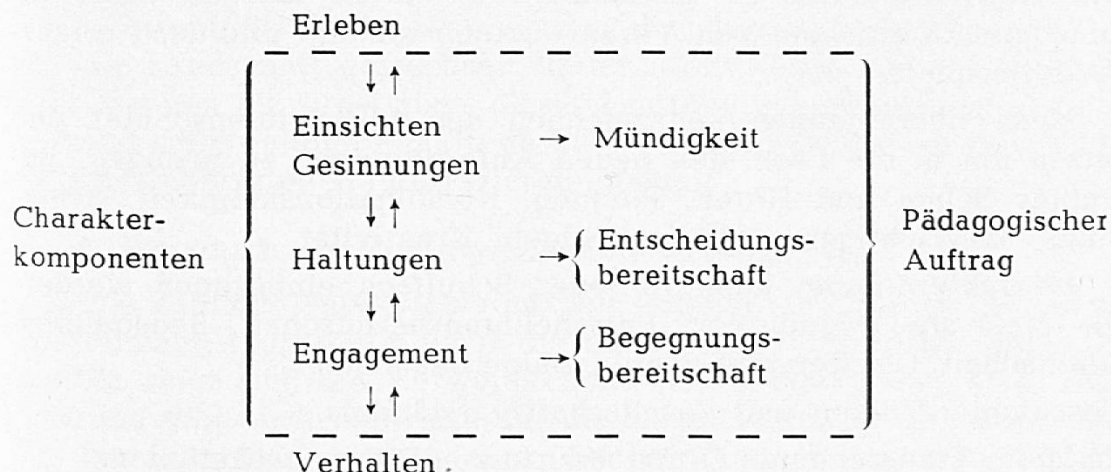 Erleben
Einsichten
Gesinnungen → Mündigkeit
Charakter-
komponenten
Haltungen → Entscheidungs-
bereitschaft
Pädagogischer
Auftrag
Engagement → Begegnungs-
bereitschaft
Verhalten